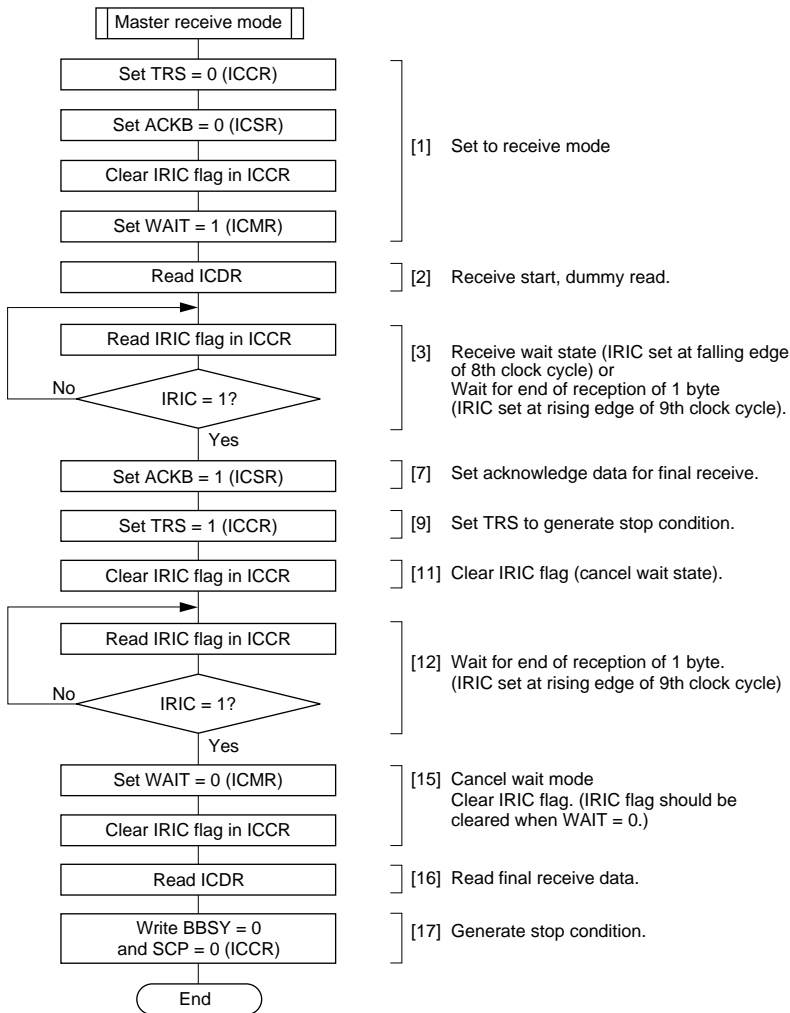 Master receive mode
Set TRS = 0 (ICCR)
Set ACKB = 0 (ICSR)
Clear IRIC flag in ICCR
Set WAIT = 1 (ICMR)
[1] Set to receive mode
Read ICDR
[2] Receive start, dummy read.
Read IRIC flag in ICCR
No
IRIC = 1?
Yes
[3] Receive wait state (IRIC set at falling edge
of 8th clock cycle) or
Wait for end of reception of 1 byte
(IRIC set at rising edge of 9th clock cycle).
Set ACKB = 1 (ICSR)
[7] Set acknowledge data for final receive.
Set TRS = 1 (ICCR)
[9] Set TRS to generate stop condition.
Clear IRIC flag in ICCR
[11] Clear IRIC flag (cancel wait state).
Read IRIC flag in ICCR
No
IRIC = 1?
Yes
[12] Wait for end of reception of 1 byte.
(IRIC set at rising edge of 9th clock cycle)
Set WAIT = 0 (ICMR)
Clear IRIC flag in ICCR
[15] Cancel wait mode
Clear IRIC flag. (IRIC flag should be
cleared when WAIT = 0.)
Read ICDR
[16] Read final receive data.
Write BBSY = 0
and SCP = 0 (ICCR)
[17] Generate stop condition.
End